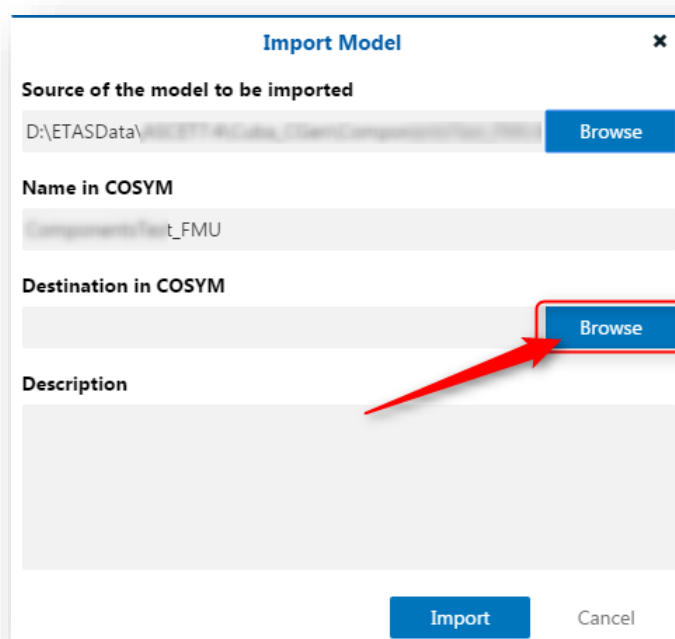 Import Model
Source of the model to be imported
D:\ETASData\
Browse
Name in COSYM
t_FMU
Destination in COSYM
Browse
Description
Import Cancel